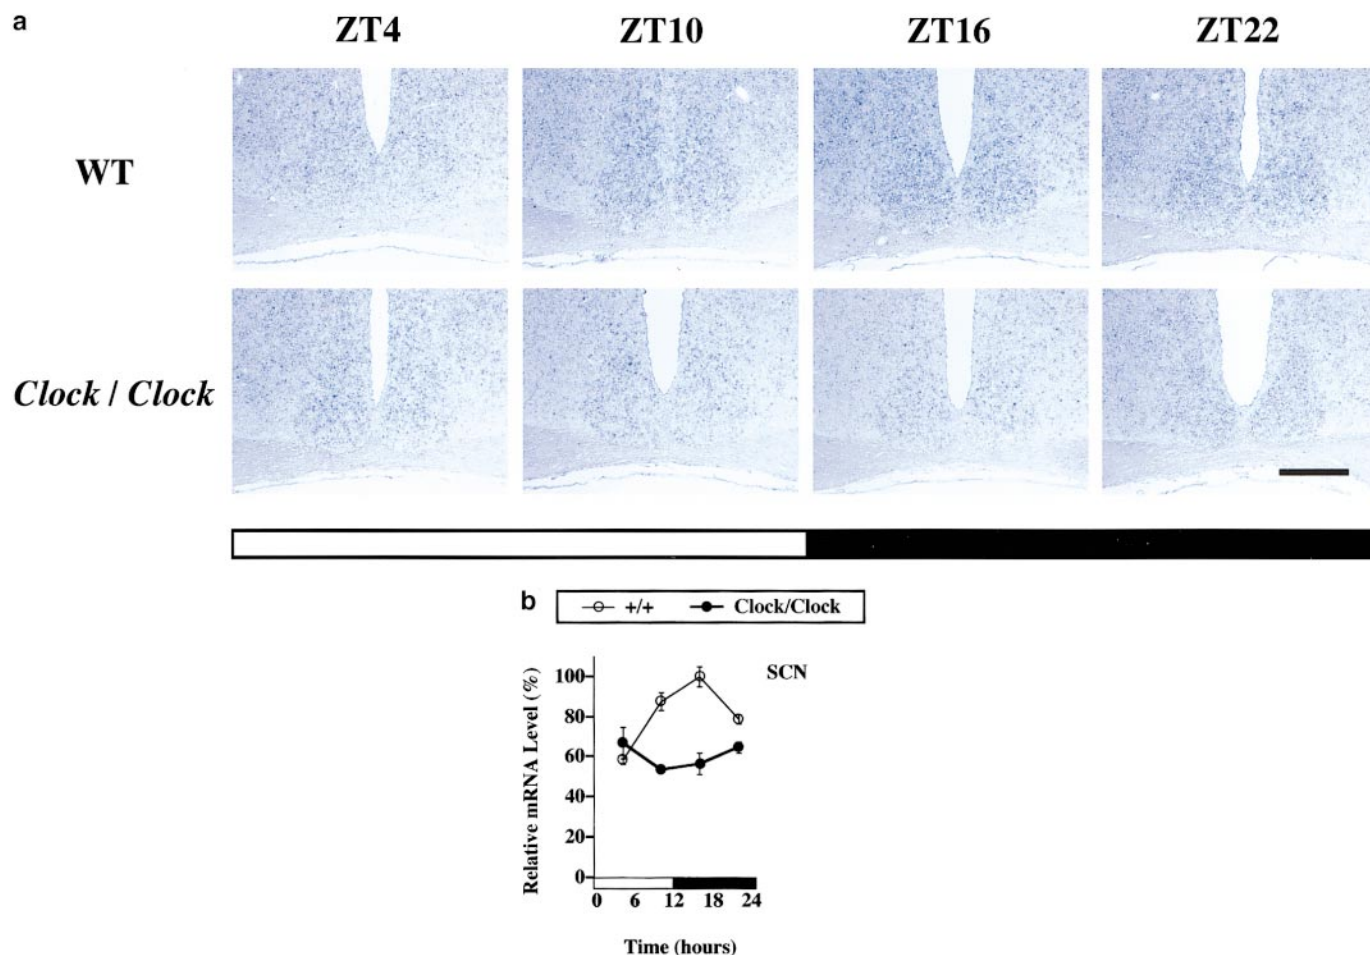 a
ZT4 ZT10 ZT16 ZT22
WT
Clock / Clock
b
+/+ Clock/Clock
SCN
Relative mRNA Level (%)
100
80
60
40
20
0
0 6 12 18 24
Time (hours)